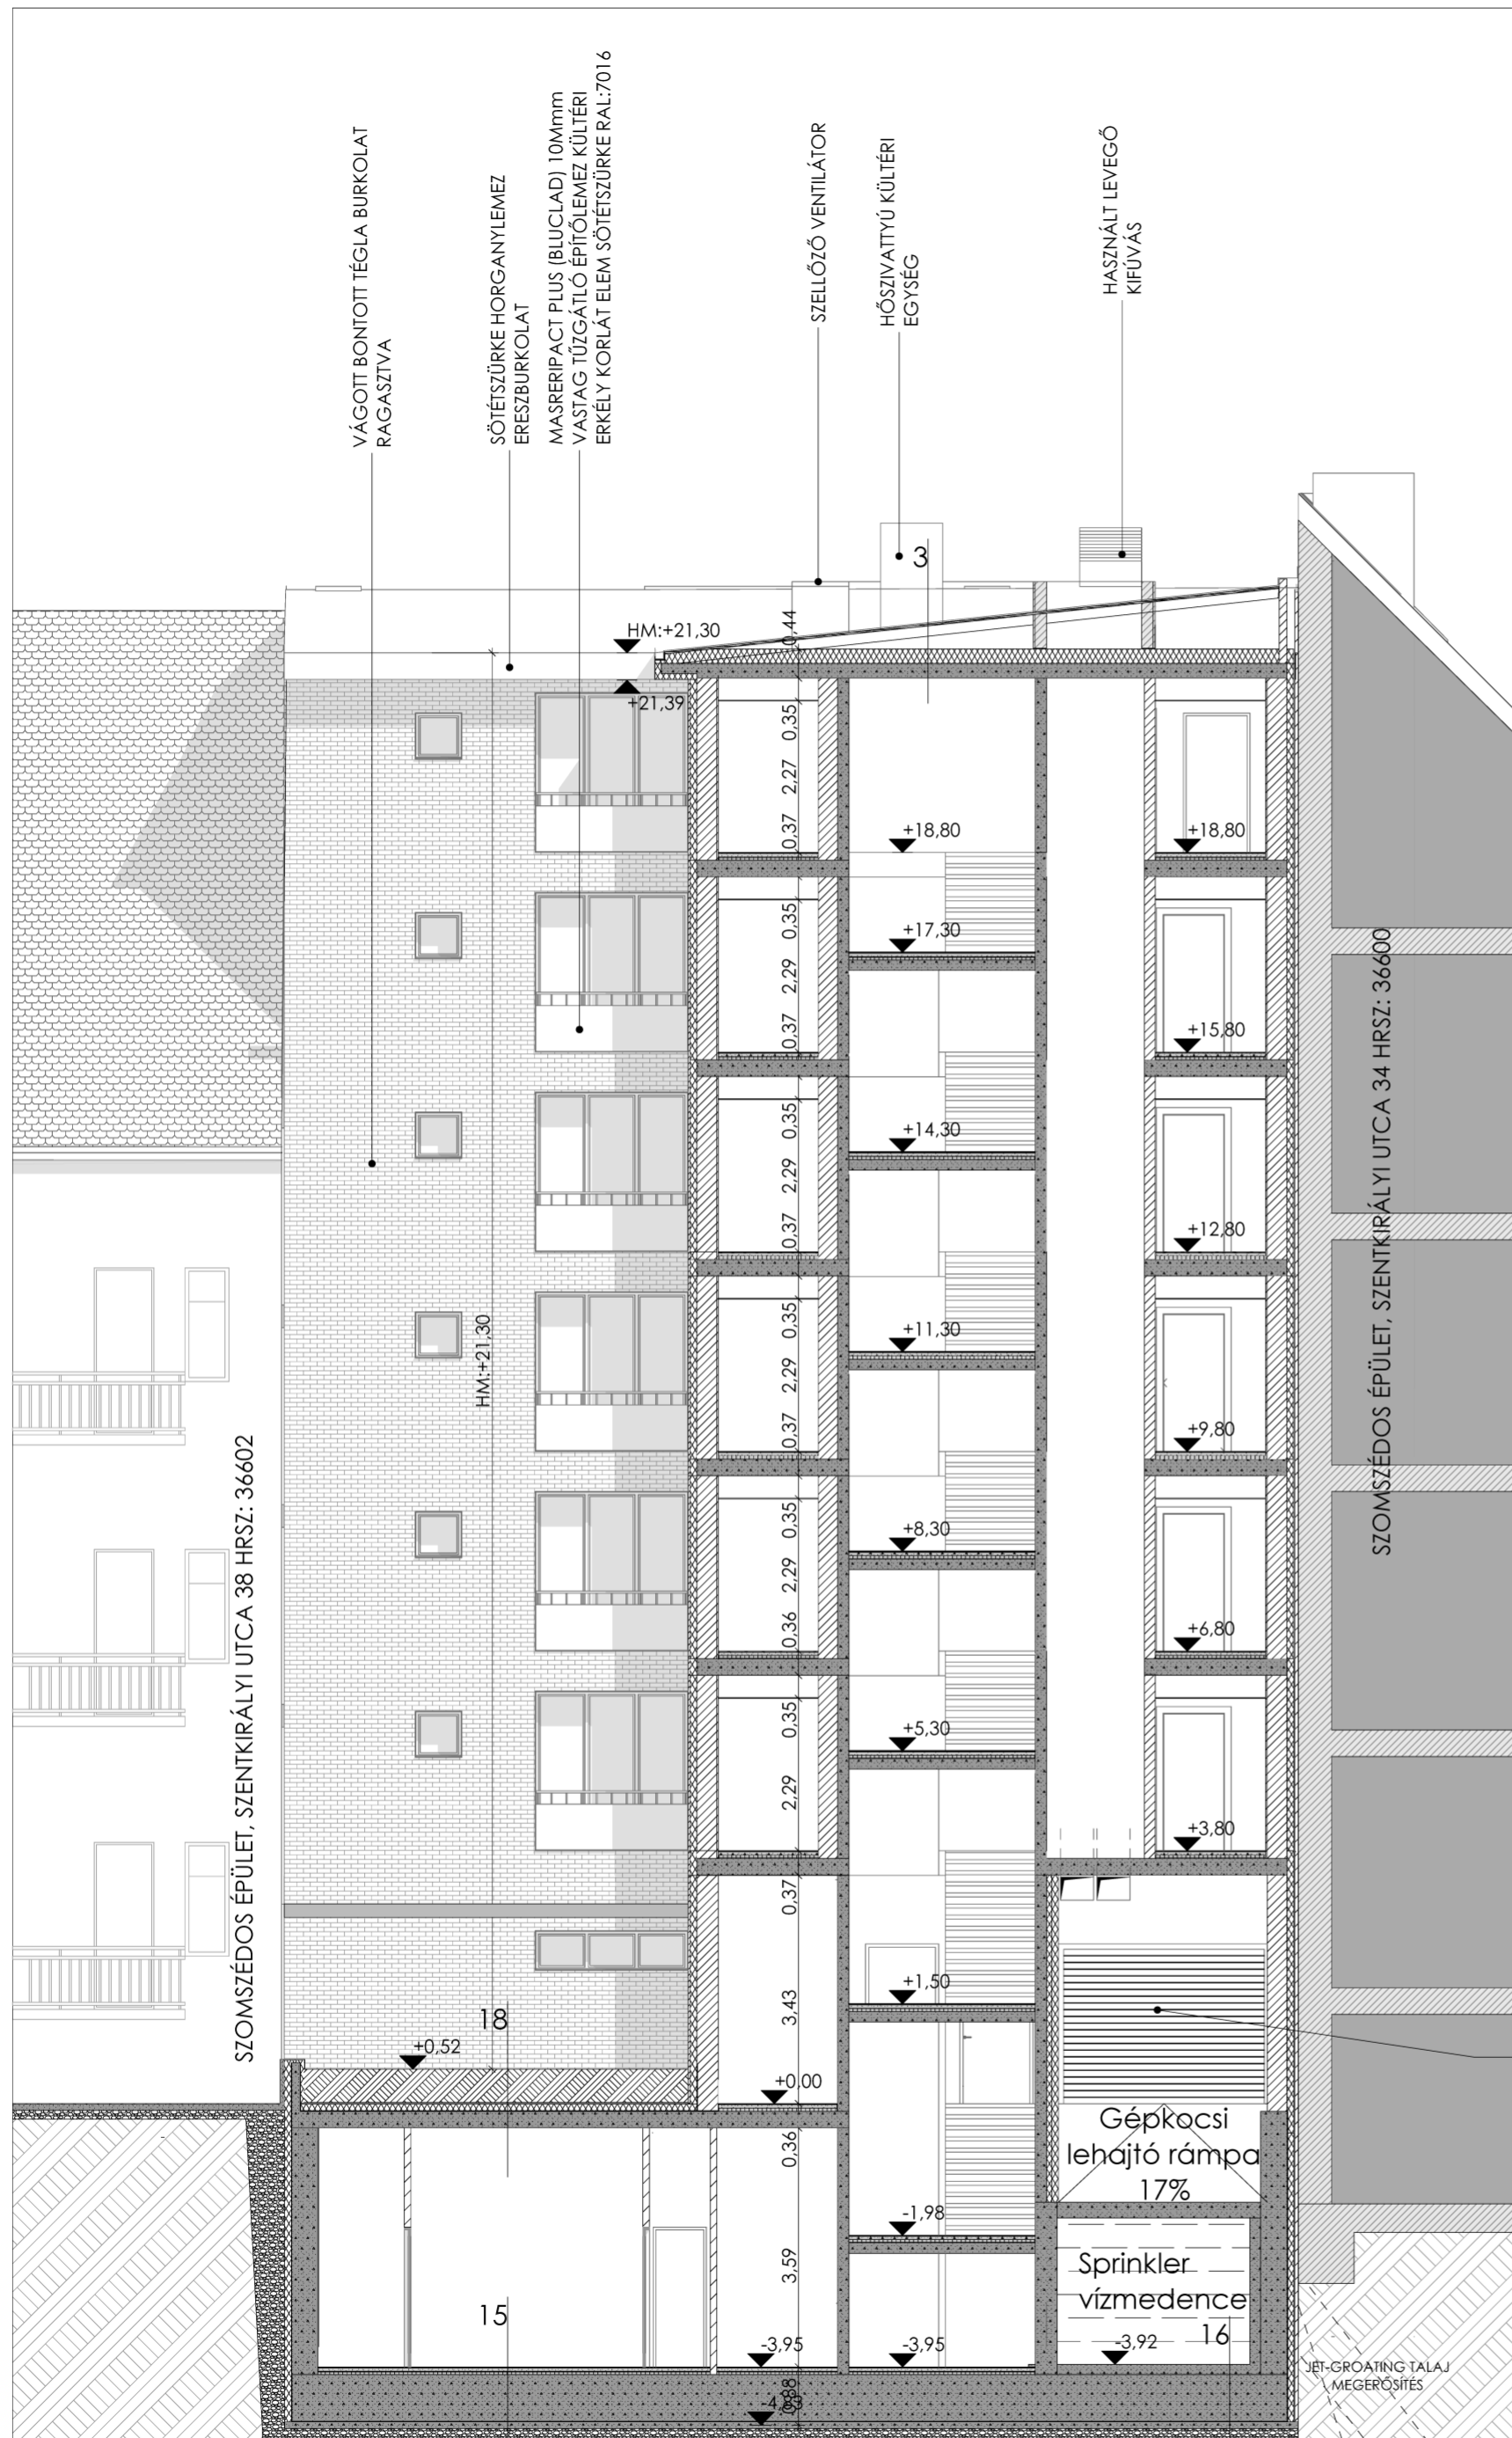 VÁGOTT BONTOTT TÉGLA BURKOLAT
RAGASZTVA
SÖTÉTSZÜRKE HORGANYLEMEZ
ERESZBURKOLAT
MASRERIPACT PLUS (BLUCLAD) 10Mmm
VASTAG TŰZGÁTLÓ ÉPÍTŐLEMEZ KÜLTÉRI
ERKÉLY KORLÁT ELEM SÖTÉTSZÜRKE RAL:7016
SZELLŐZŐ VENTILÁTOR
HŐSZIVATTYÚ KÜLTÉRI
EGYSÉG
HASZNÁLT LEVEGŐ
KIFÚVÁS
3
HM:+21,30
+21,39
0,44
0,35
2,27
0,37
0,35
2,29
0,37
0,35
2,29
0,37
0,35
2,29
0,37
0,35
2,29
0,36
0,35
2,29
0,37
3,43
0,36
3,59
0,88
+18,80
+17,30
+14,30
+11,30
+8,30
+5,30
+1,50
-1,98
-3,95
+18,80
+15,80
+12,80
+9,80
+6,80
+3,80
HM:+21,30
SZOMSZÉDOS ÉPÜLET, SZENTKIRÁLYI UTCA 38 HRSZ: 36602
SZOMSZÉDOS ÉPÜLET, SZENTKIRÁLYI UTCA 34 HRSZ: 36600
18
+0,52
+0,00
Gépkocsi
lehajtó rámpa
17%
Sprinkler
vízmedence
16
-3,92
15
-3,95
JET-GROATING TALAJ
MEGERŐSÍTÉS